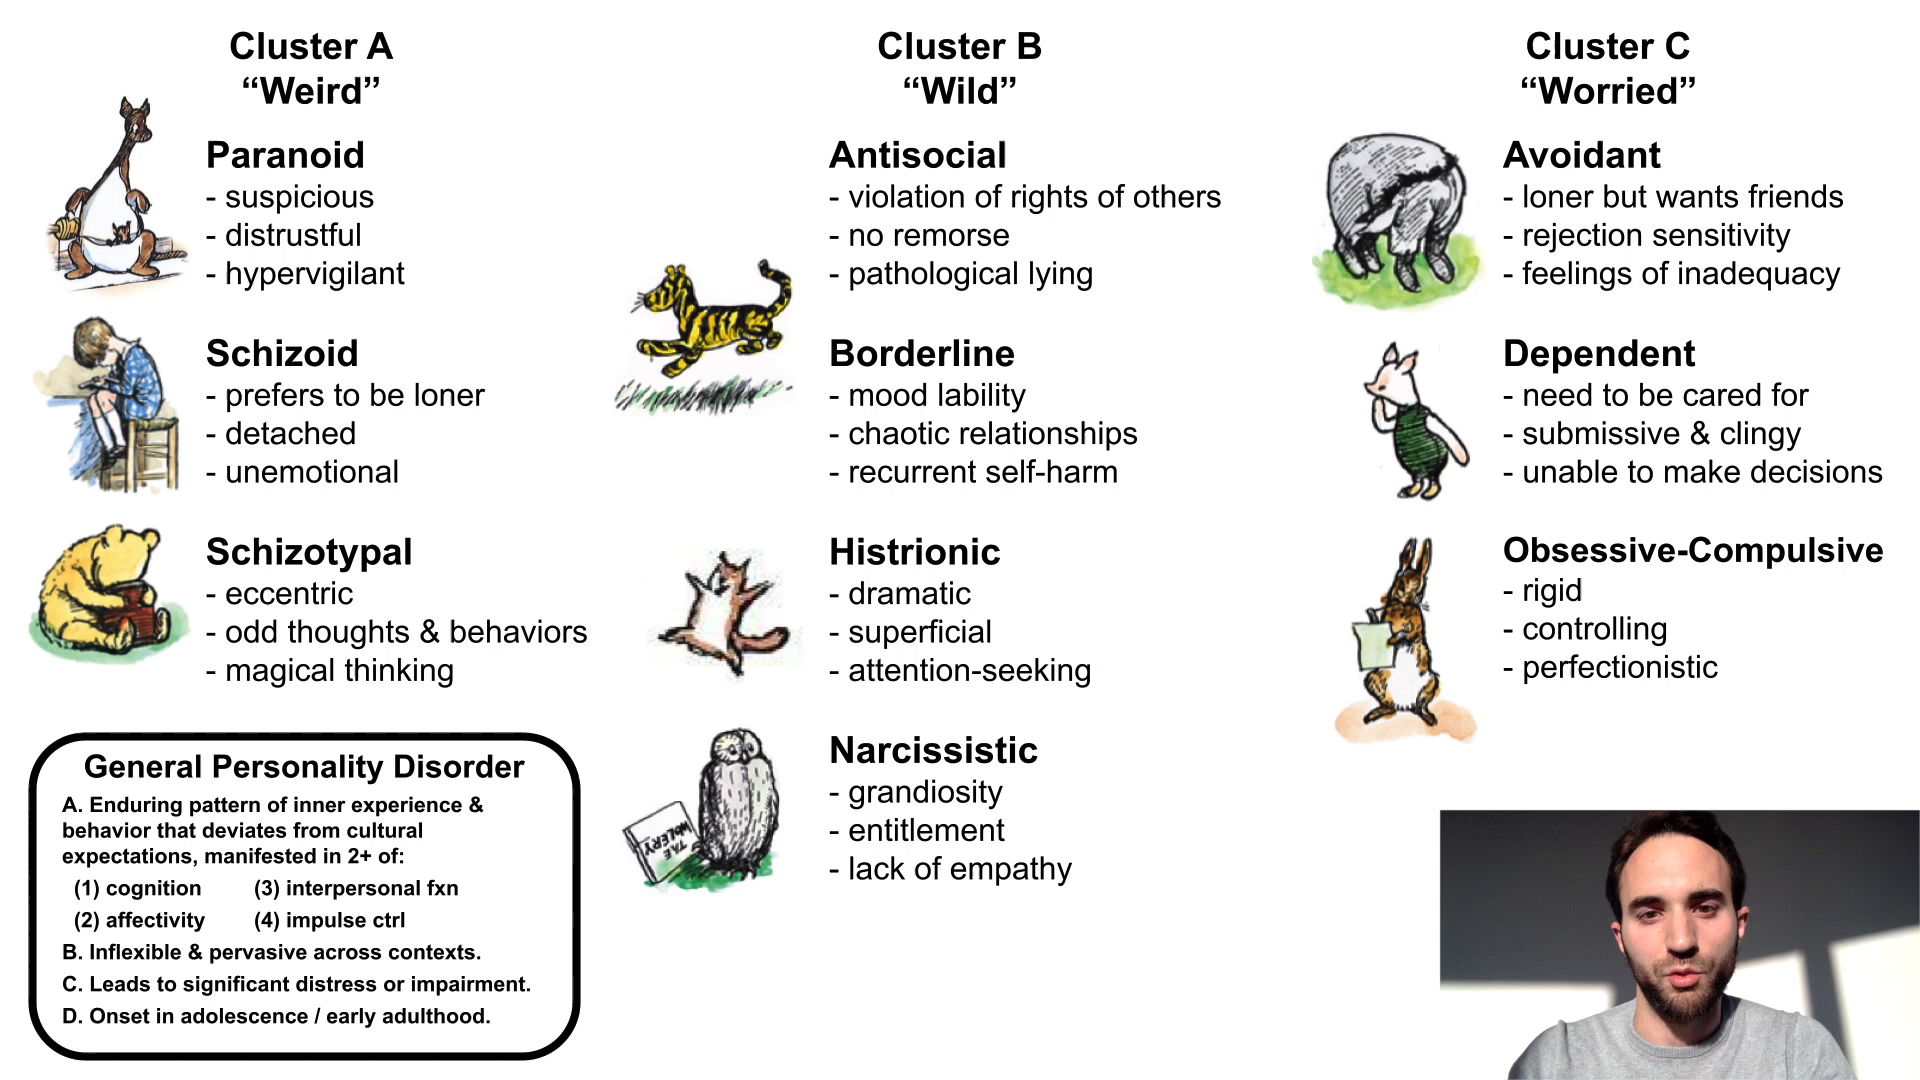 Cluster A
“Weird”
Paranoid
- suspicious
- distrustful
- hypervigilant
Schizoid
- prefers to be loner
- detached
- unemotional
Schizotypal
- eccentric
- odd thoughts & behaviors
- magical thinking
General Personality Disorder
A. Enduring pattern of inner experience &
behavior that deviates from cultural
expectations, manifested in 2+ of:
(1) cognition (3) interpersonal fxn
(2) affectivity (4) impulse ctrl
B. Inflexible & pervasive across contexts.
C. Leads to significant distress or impairment.
D. Onset in adolescence / early adulthood.
Cluster B
“Wild”
Antisocial
- violation of rights of others
- no remorse
- pathological lying
Borderline
- mood lability
- chaotic relationships
- recurrent self-harm
Histrionic
- dramatic
- superficial
- attention-seeking
Narcissistic
- grandiosity
- entitlement
- lack of empathy
THE
WOLERY
Cluster C
“Worried”
Avoidant
- loner but wants friends
- rejection sensitivity
- feelings of inadequacy
Dependent
- need to be cared for
- submissive & clingy
- unable to make decisions
Obsessive-Compulsive
- rigid
- controlling
- perfectionistic